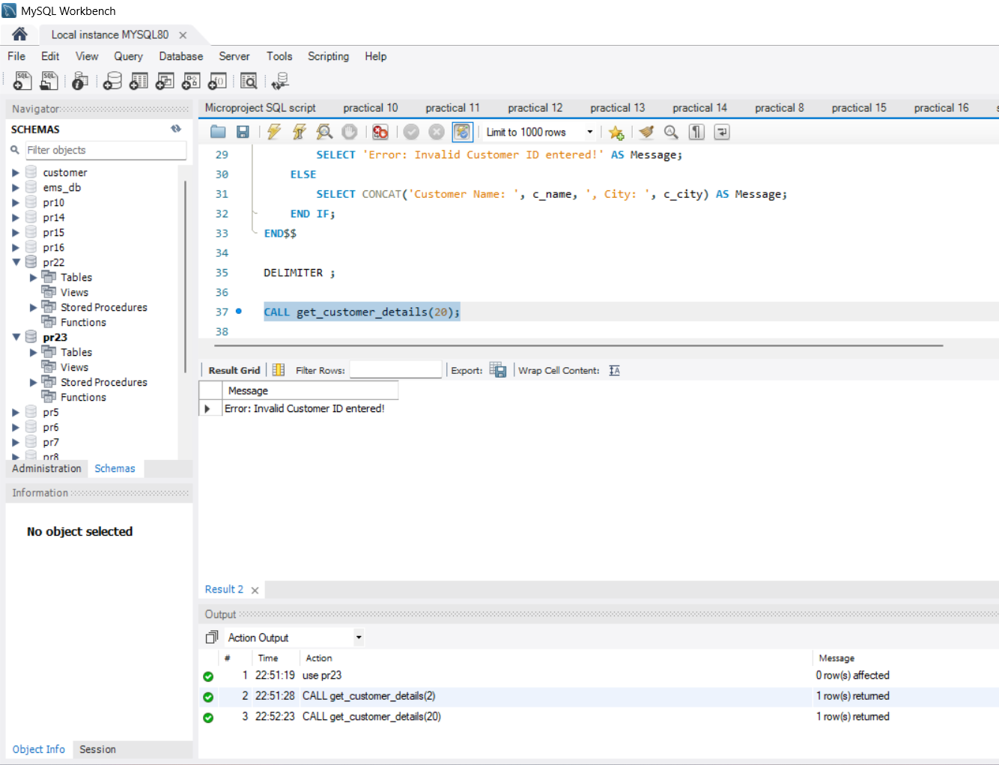 MySQL Workbench
Local instance MYSQL80
File Edit View Query Database Server Tools Scripting Help
Navigator
SCHEMAS
Filter objects
customer
ems_db
pr10
pr14
pr15
pr16
pr22
Tables
Views
Stored Procedures
Functions
pr23
Tables
Views
Stored Procedures
Functions
pr5
pr6
pr7
pr8
Administration Schemas
Information
No object selected
Object Info Session
Microproject SQL script practical 10 practical 11 practical 12 practical 13 practical 14 practical 8 practical 15 practical 16
Limit to 1000 rows
29 SELECT 'Error: Invalid Customer ID entered!' AS Message;
30 ELSE
31 SELECT CONCAT('Customer Name: ', c_name, ', City: ', c_city) AS Message;
32 END IF;
33 END$$
34
35 DELIMITER ;
36
37 CALL get_customer_details(20);
38
Result Grid Filter Rows: Export: Wrap Cell Content:
Message
Error: Invalid Customer ID entered!
Result 2
Output
Action Output
# Time Action Message
1 22:51:19 use pr23 0 row(s) affected
2 22:51:28 CALL get_customer_details(2) 1 row(s) returned
3 22:52:23 CALL get_customer_details(20) 1 row(s) returned